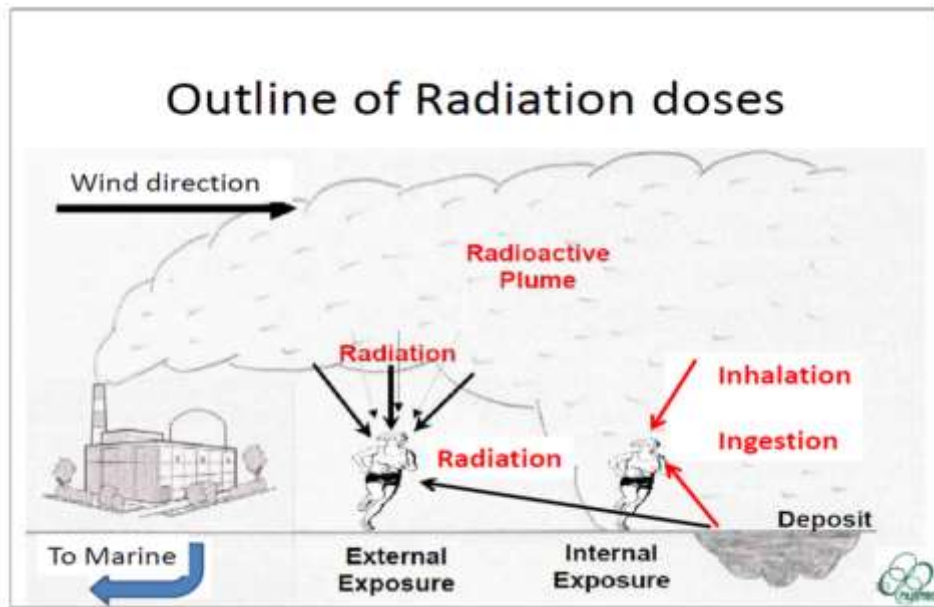 Outline of Radiation doses
Wind direction
Radioactive
Plume
Radiation
Inhalation
Ingestion
Radiation
Deposit
To Marine
External
Exposure
Internal
Exposure